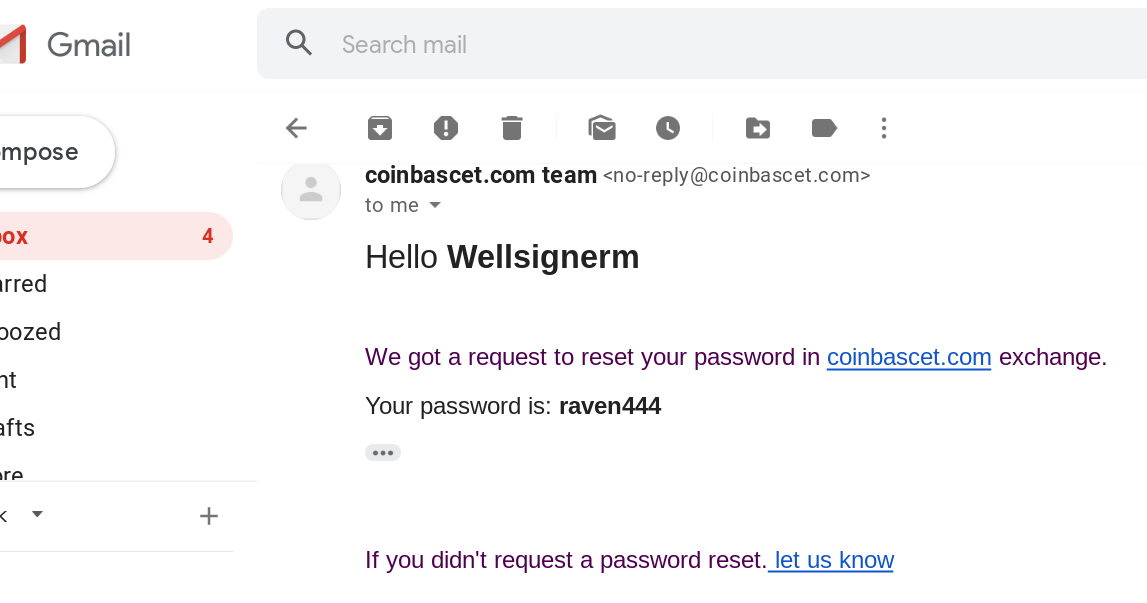 Gmail
Search mail
ompose
coinbascet.com team <no-reply@coinbascet.com>
to me
box 4
Hello Wellsignerm
arred
oozed
We got a request to reset your password in coinbascet.com exchange.
nt
Your password is: raven444
afts
ore
k
If you didn't request a password reset. let us know